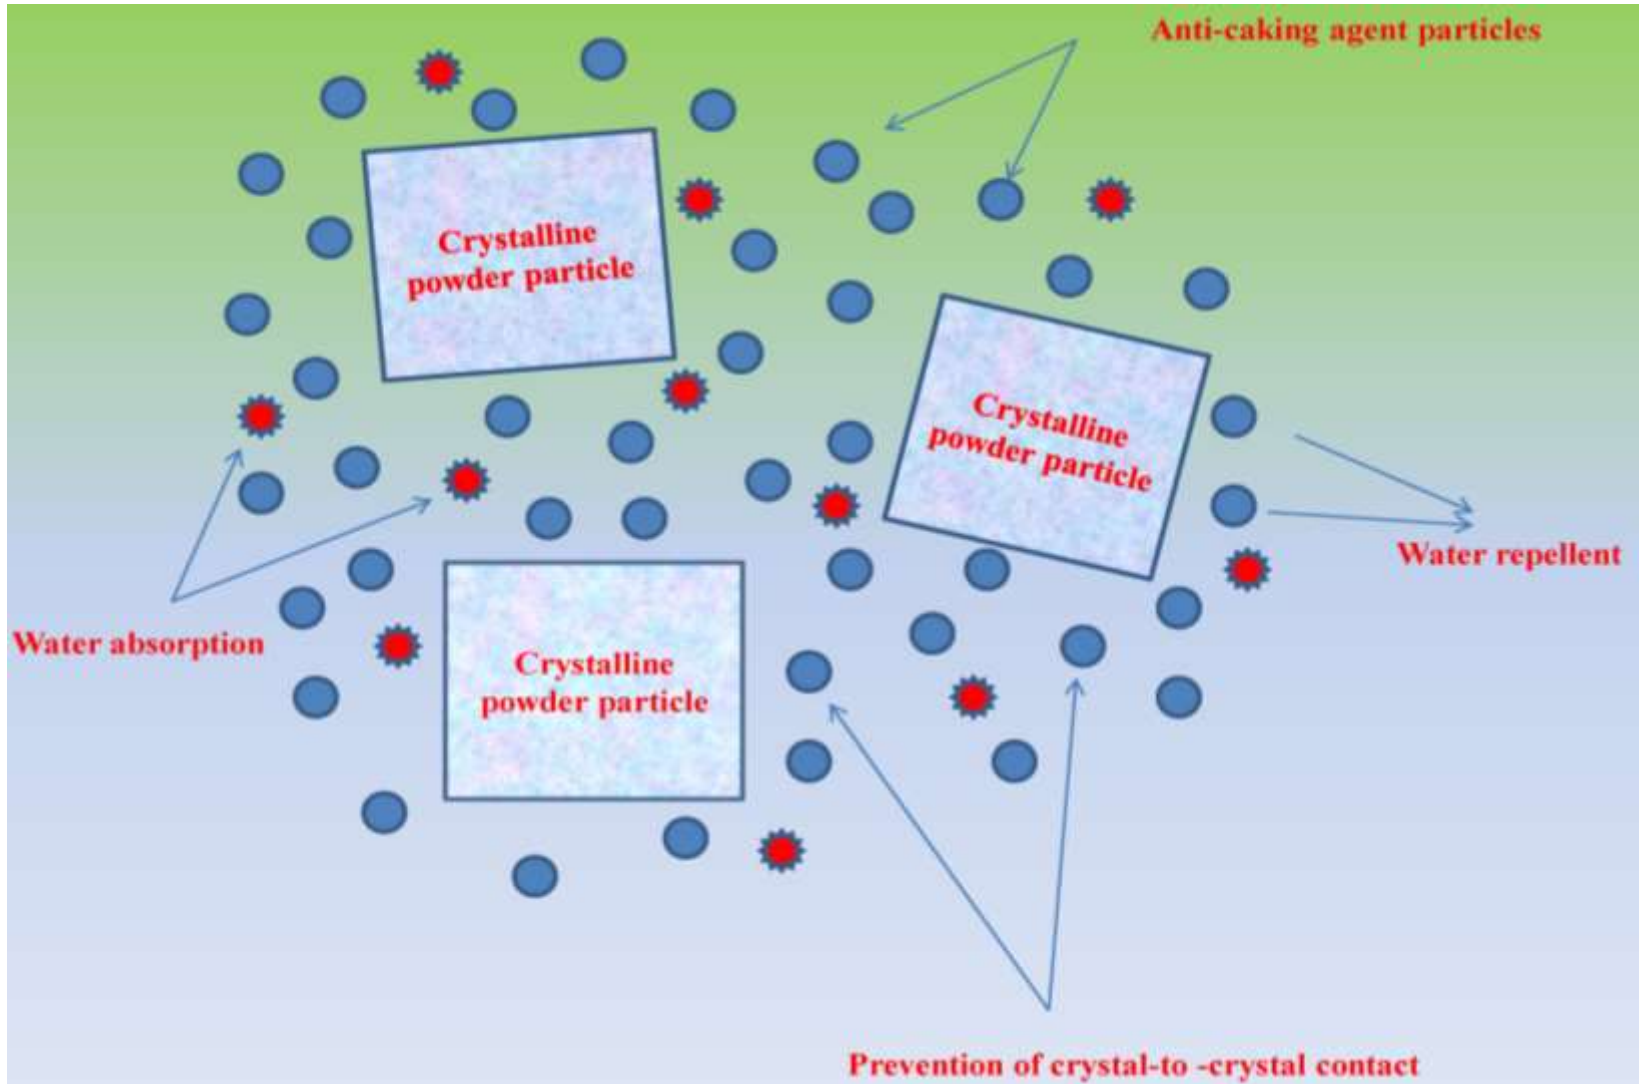 Anti-caking agent particles
Crystalline
powder particle
Crystalline
powder particle
Water repellent
Water absorption
Crystalline
powder particle
Prevention of crystal-to -crystal contact